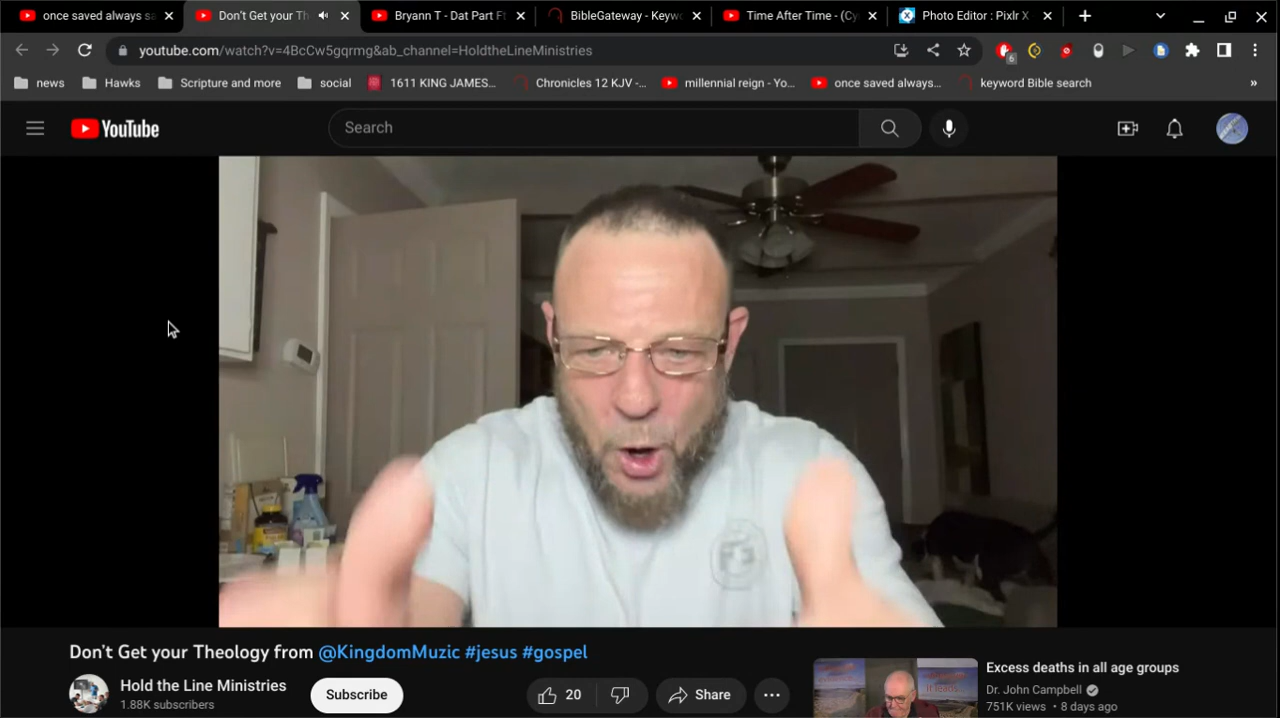 once saved always sa
Don't Get your Th
Bryann T - Dat Part Ft
BibleGateway - Keyw
Time After Time - (Cy
Photo Editor : Pixlr X
youtube.com/watch?v=4BcCw5gqrmg&ab_channel=HoldtheLineMinistries
6
news
Hawks
Scripture and more
social
1611 KING JAMES...
Chronicles 12 KJV -...
millennial reign - Yo...
once saved always...
keyword Bible search
»
YouTube
Search
Don't Get your Theology from @KingdomMuzic #jesus #gospel
Hold the Line Ministries
1.88K subscribers
Subscribe
20
Share
Excess deaths in all age groups
Dr. John Campbell
751K views • 8 days ago